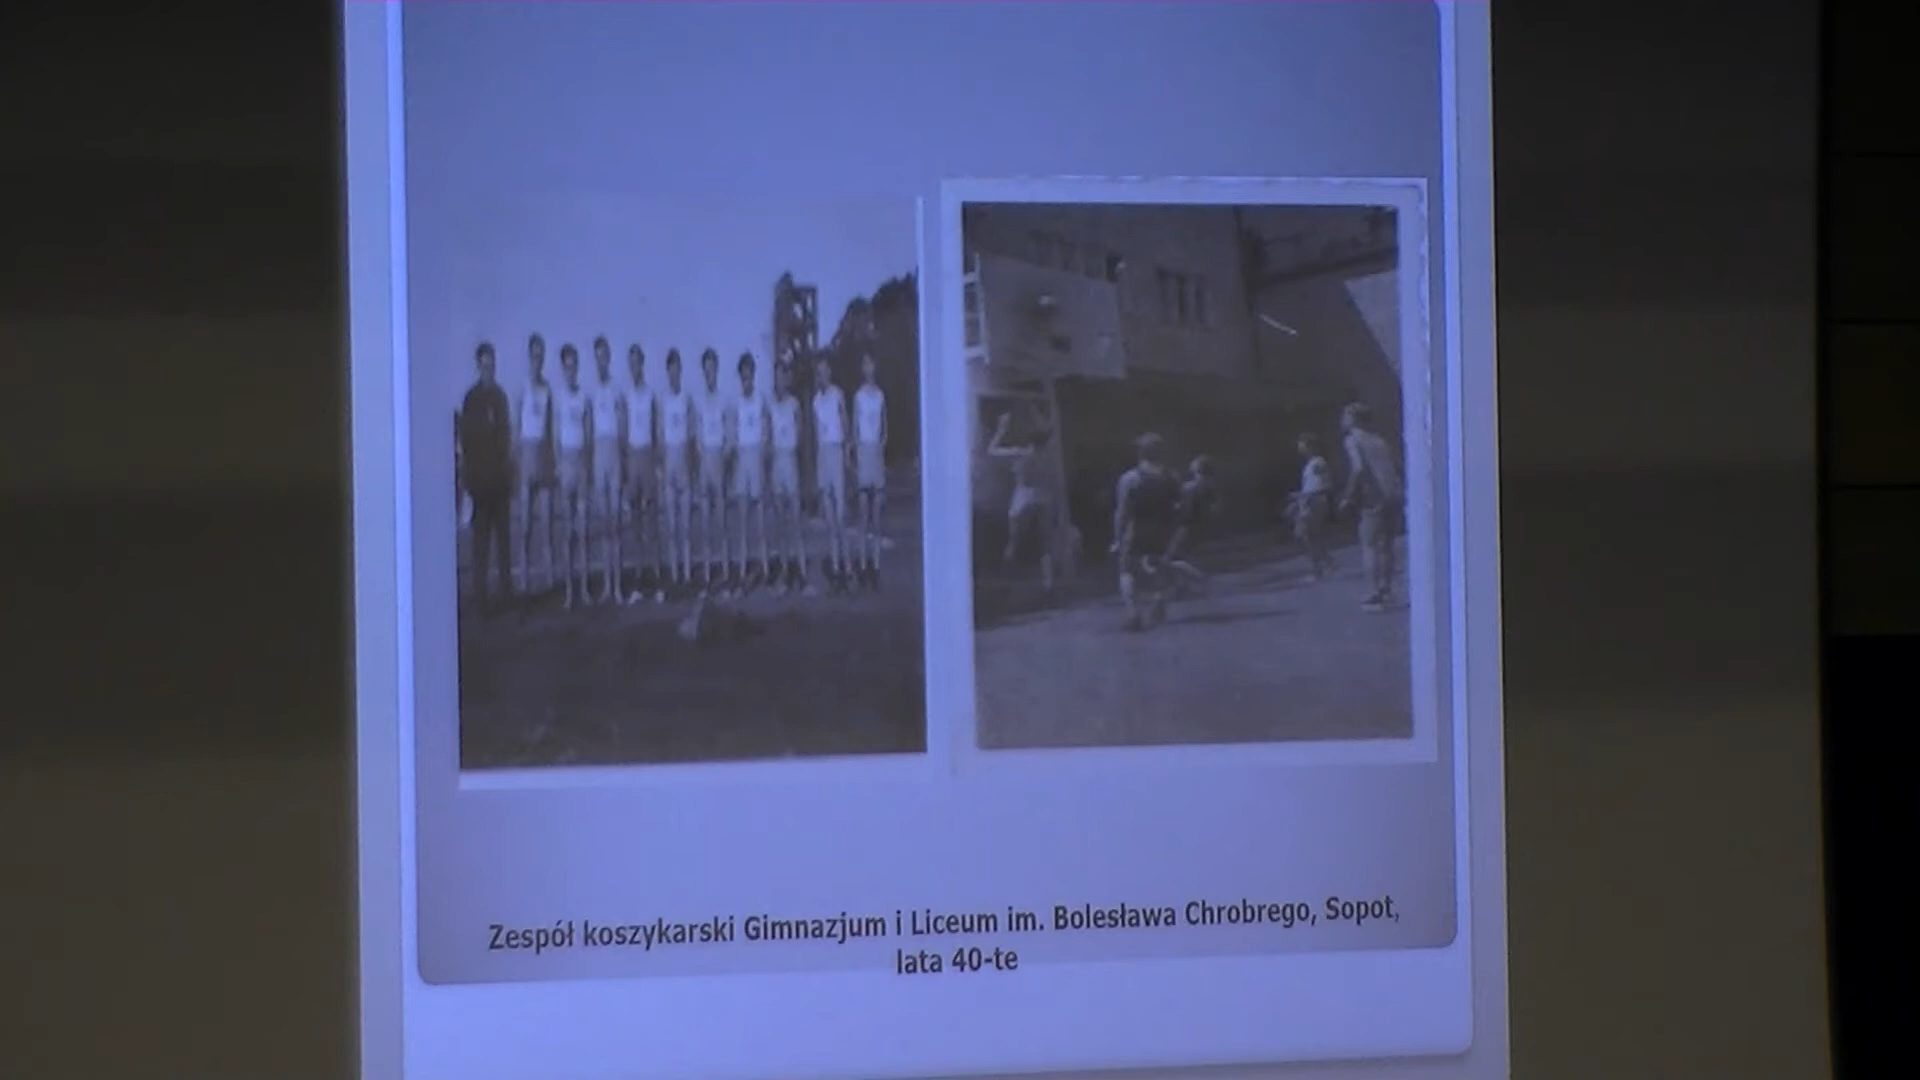 Zespół koszykarski Gimnazjum i Liceum im. Bolesława Chrobrego, Sopot,
lata 40-te